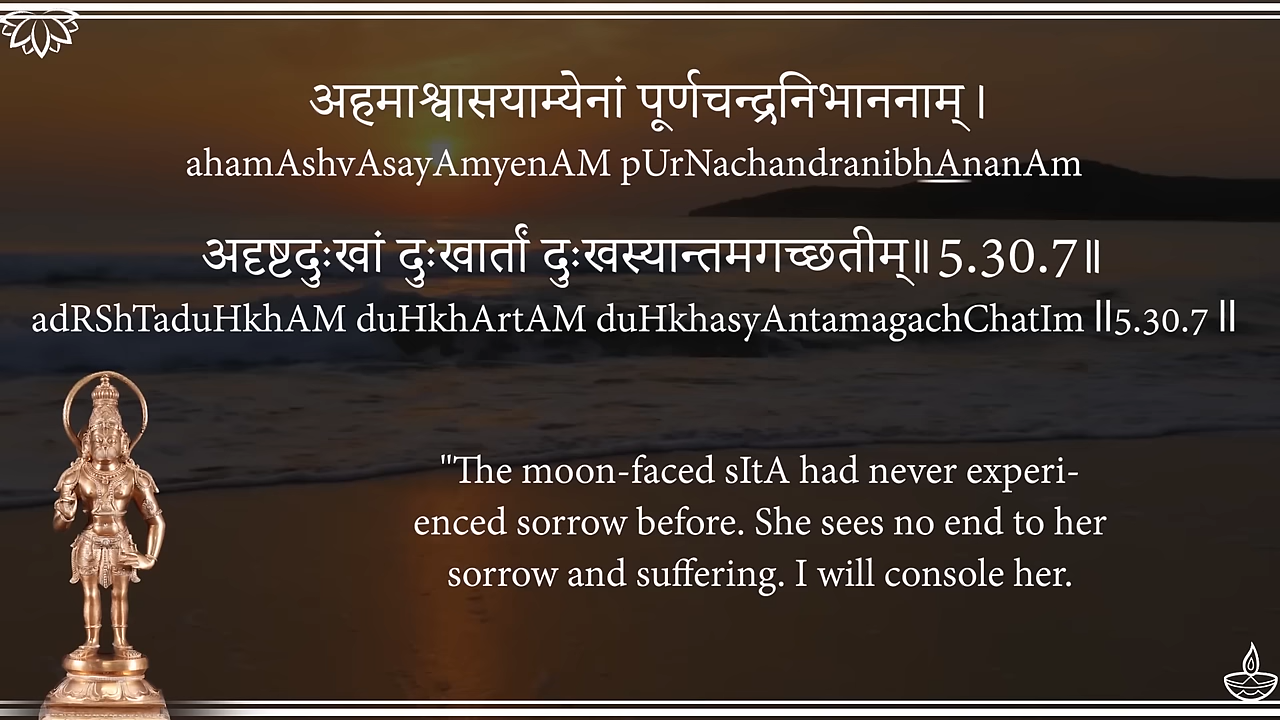 अहमाश्वासयाम्येनां पूर्णचन्द्रनिभाननाम् ।
ahamAshvAsayAmyenAM pUrNachandranibhAnanAm
अदृष्टदुःखां दुःखार्तां दुःखस्यान्तमगच्छतीम्॥ 5.30.7॥
adRShTaduHkhAM duHkhArtAM duHkhasyAntamagachChatIm ॥5.30.7 ॥
"The moon-faced sItA had never experi-
enced sorrow before. She sees no end to her
sorrow and suffering. I will console her.